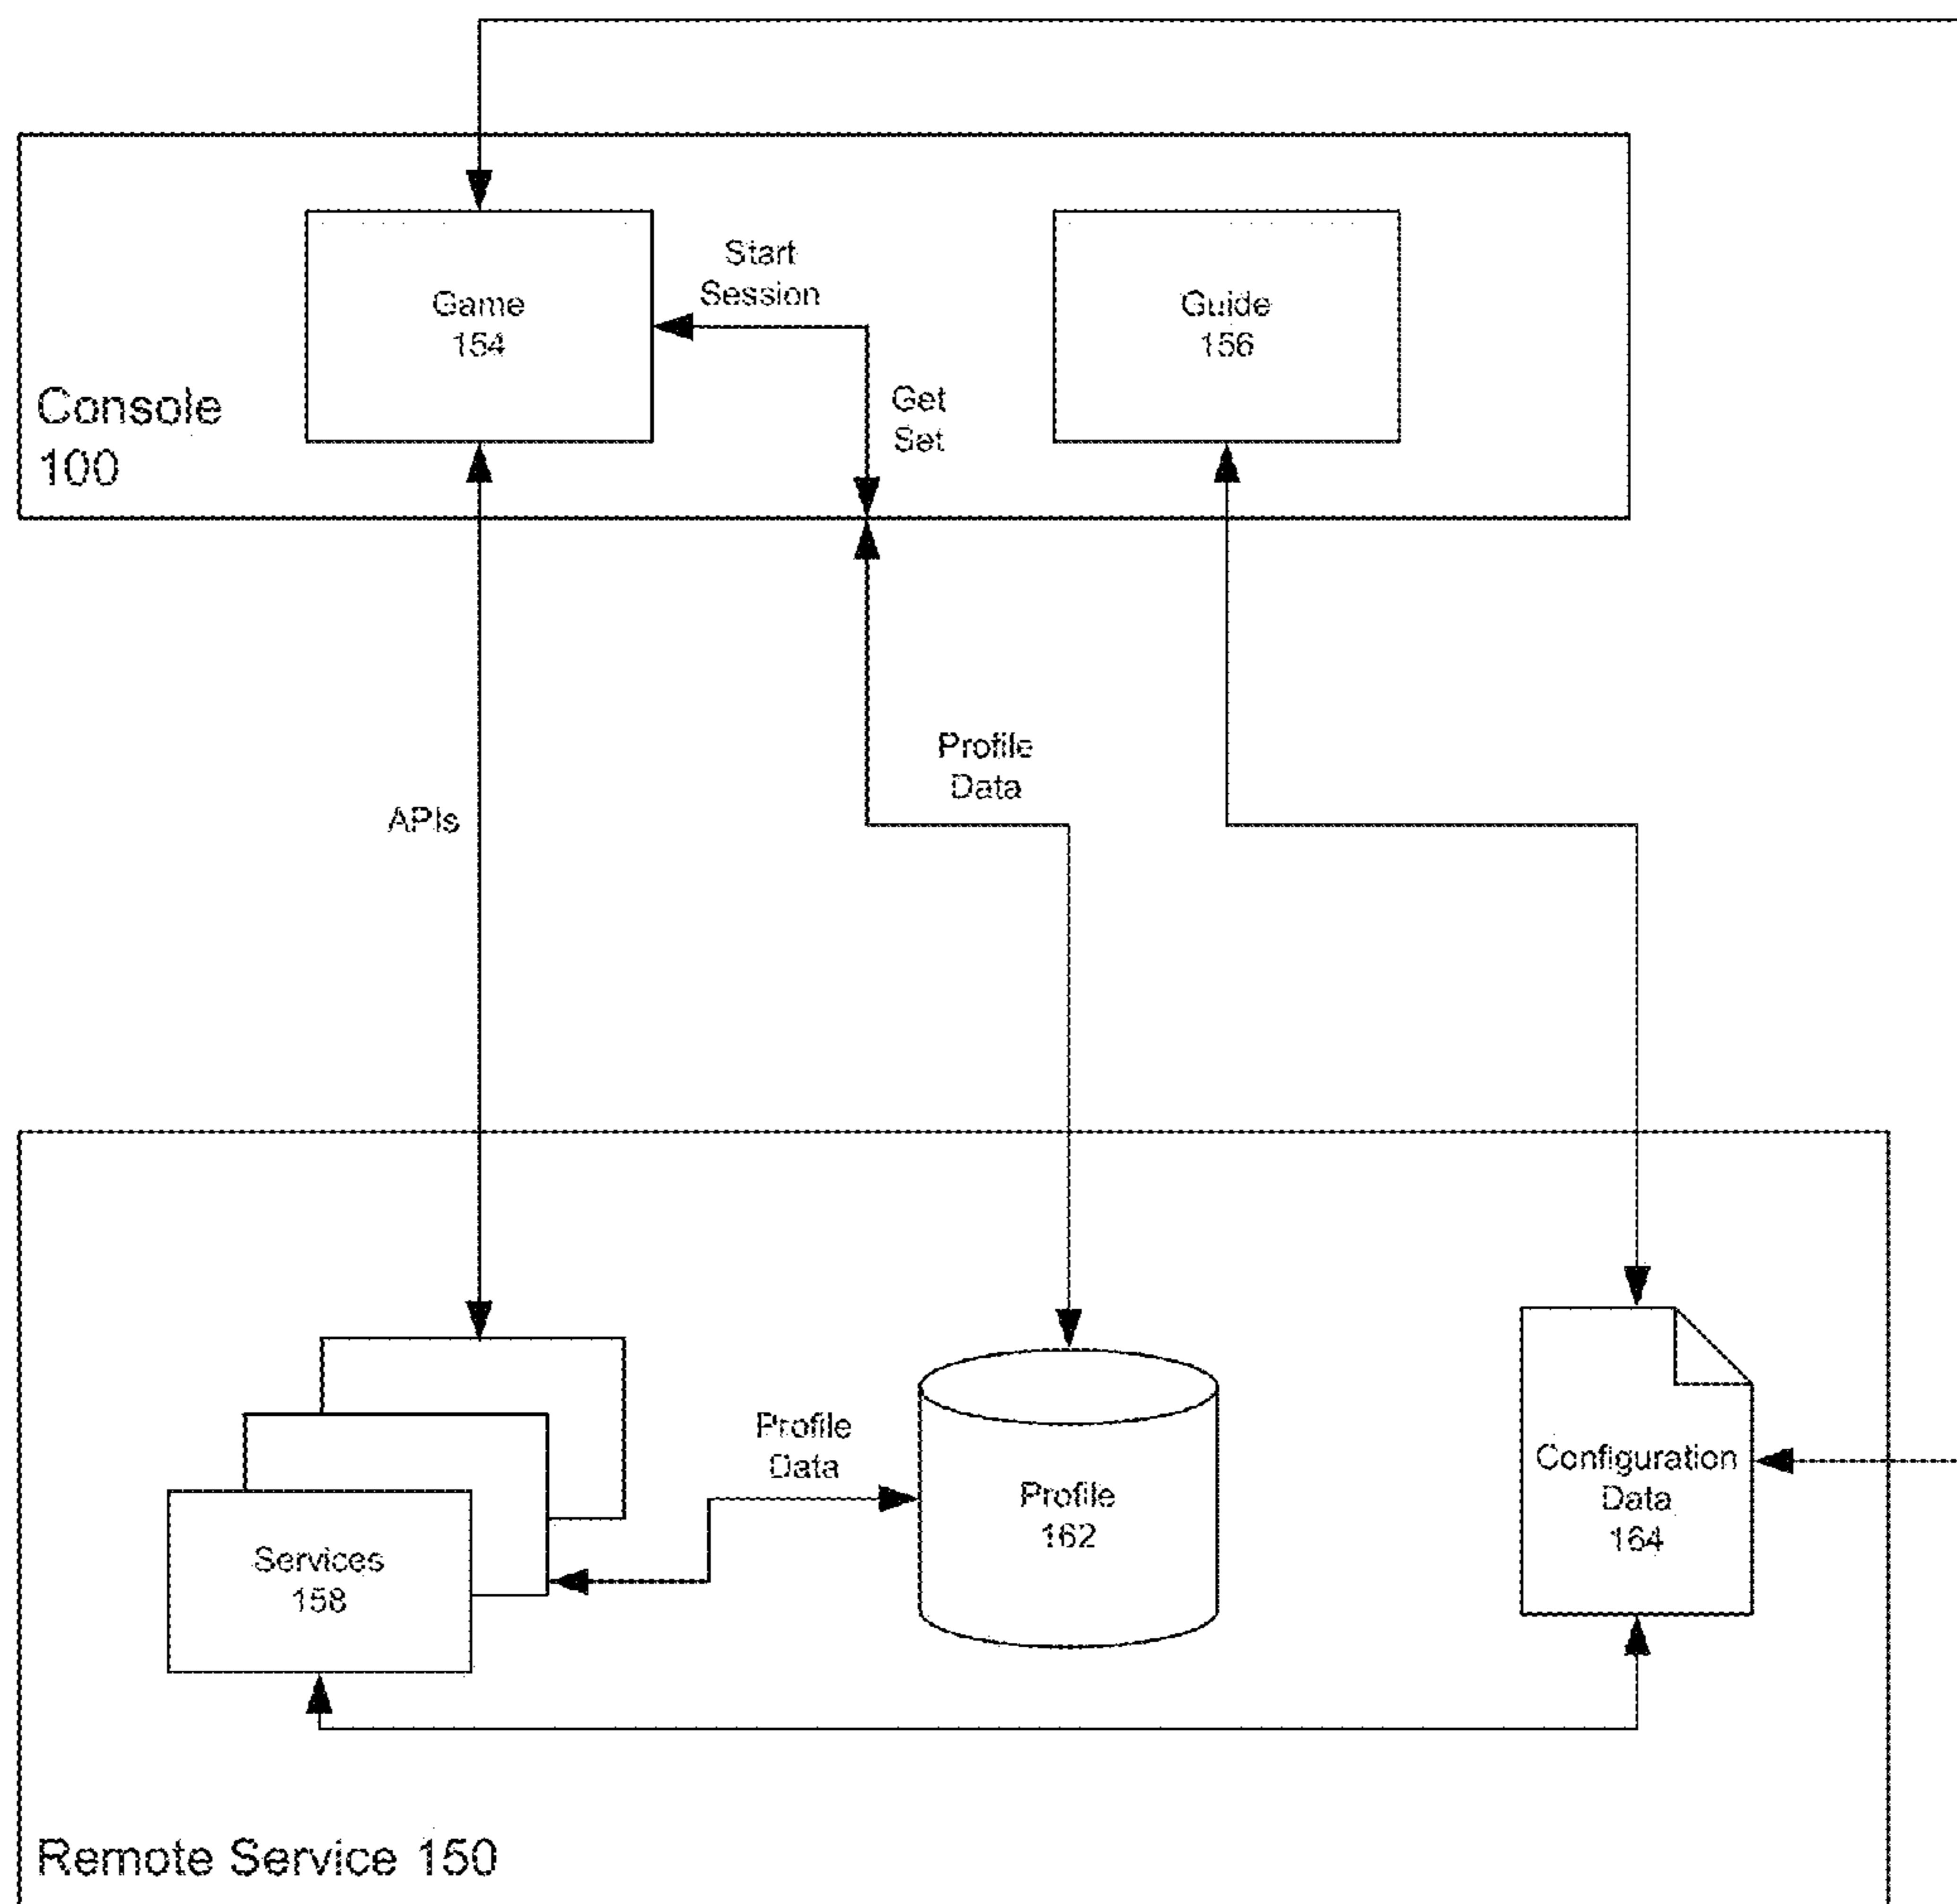 Start
Session
Game
154
Guide
156
Get
Set
Console
100
Profile
Data
APIs
Profile
Data
Configuration
Data
164
Profile
162
Services
158
Remote Service 150